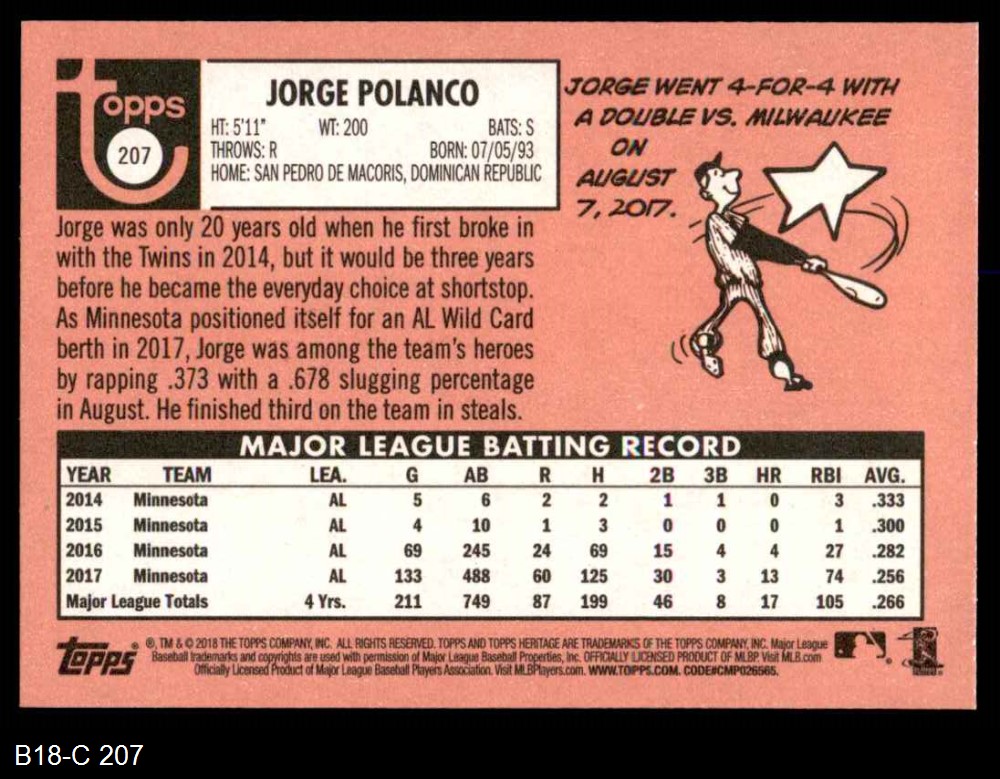 topps
207
JORGE POLANCO
HT: 5'11" WT: 200 BATS: S
THROWS: R BORN: 07/05/93
HOME: SAN PEDRO DE MACORIS, DOMINICAN REPUBLIC
JORGE WENT 4-FOR-4 WITH
A DOUBLE VS. MILWAUKEE
ON
AUGUST
7, 2017.
Jorge was only 20 years old when he first broke in
with the Twins in 2014, but it would be three years
before he became the everyday choice at shortstop.
As Minnesota positioned itself for an AL Wild Card
berth in 2017, Jorge was among the team's heroes
by rapping .373 with a .678 slugging percentage
in August. He finished third on the team in steals.
MAJOR LEAGUE BATTING RECORD
YEAR TEAM LEA. G AB R H 2B 3B HR RBI AVG.
2014 Minnesota AL 5 6 2 2 1 1 0 3 .333
2015 Minnesota AL 4 10 1 3 0 0 0 1 .300
2016 Minnesota AL 69 245 24 69 15 4 4 27 .282
2017 Minnesota AL 133 488 60 125 30 3 13 74 .256
Major League Totals 4 Yrs. 211 749 87 199 46 8 17 105 .266
Topps ®, TM & © 2018 THE TOPPS COMPANY, INC. ALL RIGHTS RESERVED. TOPPS AND TOPPS HERITAGE ARE TRADEMARKS OF THE TOPPS COMPANY, INC. Major League
Baseball trademarks and copyrights are used with permission of Major League Baseball Properties, Inc. OFFICIALLY LICENSED PRODUCT OF MLBP Visit MLB.com
Officially Licensed Product of Major League Baseball Players Association. Visit MLBPlayers.com. WWW.TOPPS.COM. CODE#CMP026565.
B18-C 207